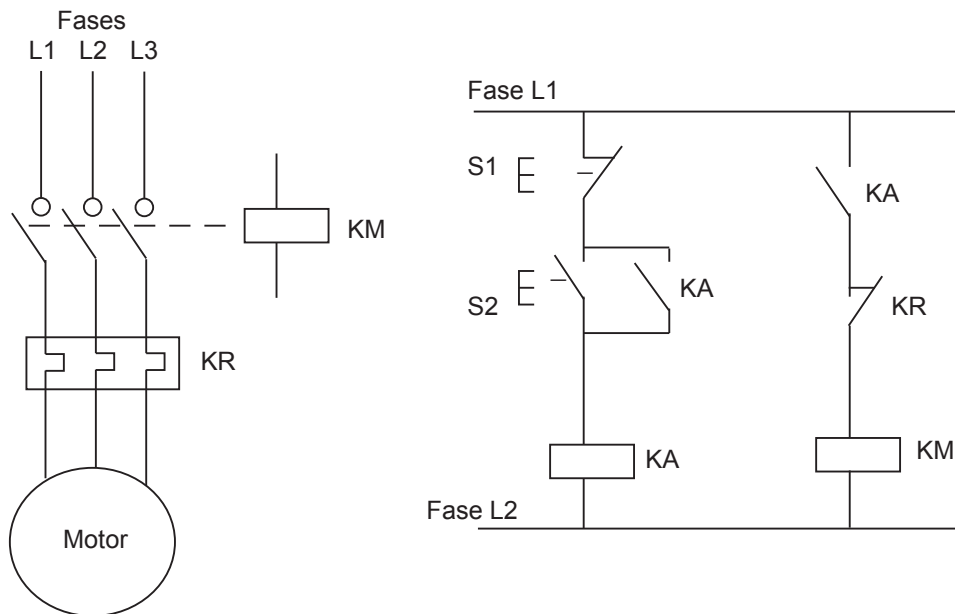 Fases
L1 L2 L3
KM
KR
Motor
Fase L1
S1
KA
S2
KA
KR
KA
KM
Fase L2